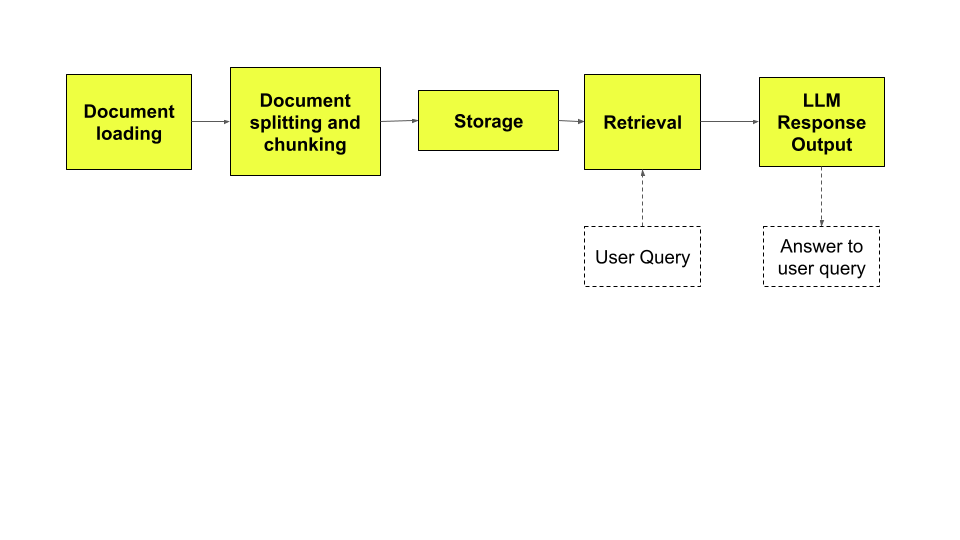 Document
loading
Document
splitting and
chunking
Storage
Retrieval
LLM
Response
Output
User Query
Answer to
user query